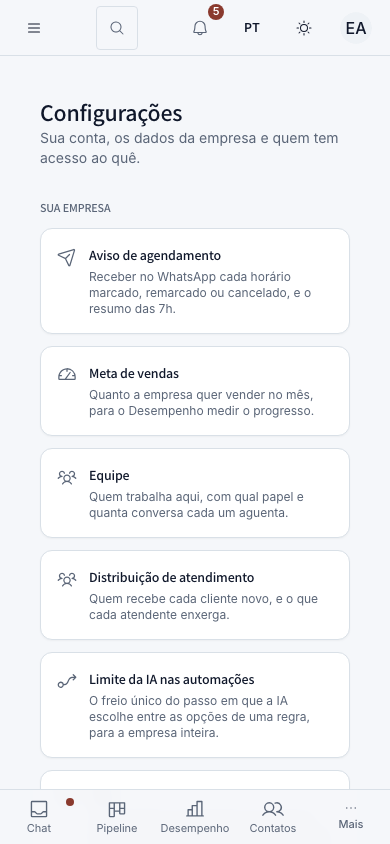 5
PT
EA
Configurações
Sua conta, os dados da empresa e quem tem
acesso ao quê.
SUA EMPRESA
Aviso de agendamento
Receber no WhatsApp cada horário
marcado, remarcado ou cancelado, e o
resumo das 7h.
Meta de vendas
Quanto a empresa quer vender no mês,
para o Desempenho medir o progresso.
Equipe
Quem trabalha aqui, com qual papel e
quanta conversa cada um aguenta.
Distribuição de atendimento
Quem recebe cada cliente novo, e o que
cada atendente enxerga.
Limite da IA nas automações
O freio único do passo em que a IA
escolhe entre as opções de uma regra,
para a empresa inteira.
Chat
Pipeline
Desempenho
Contatos
Mais